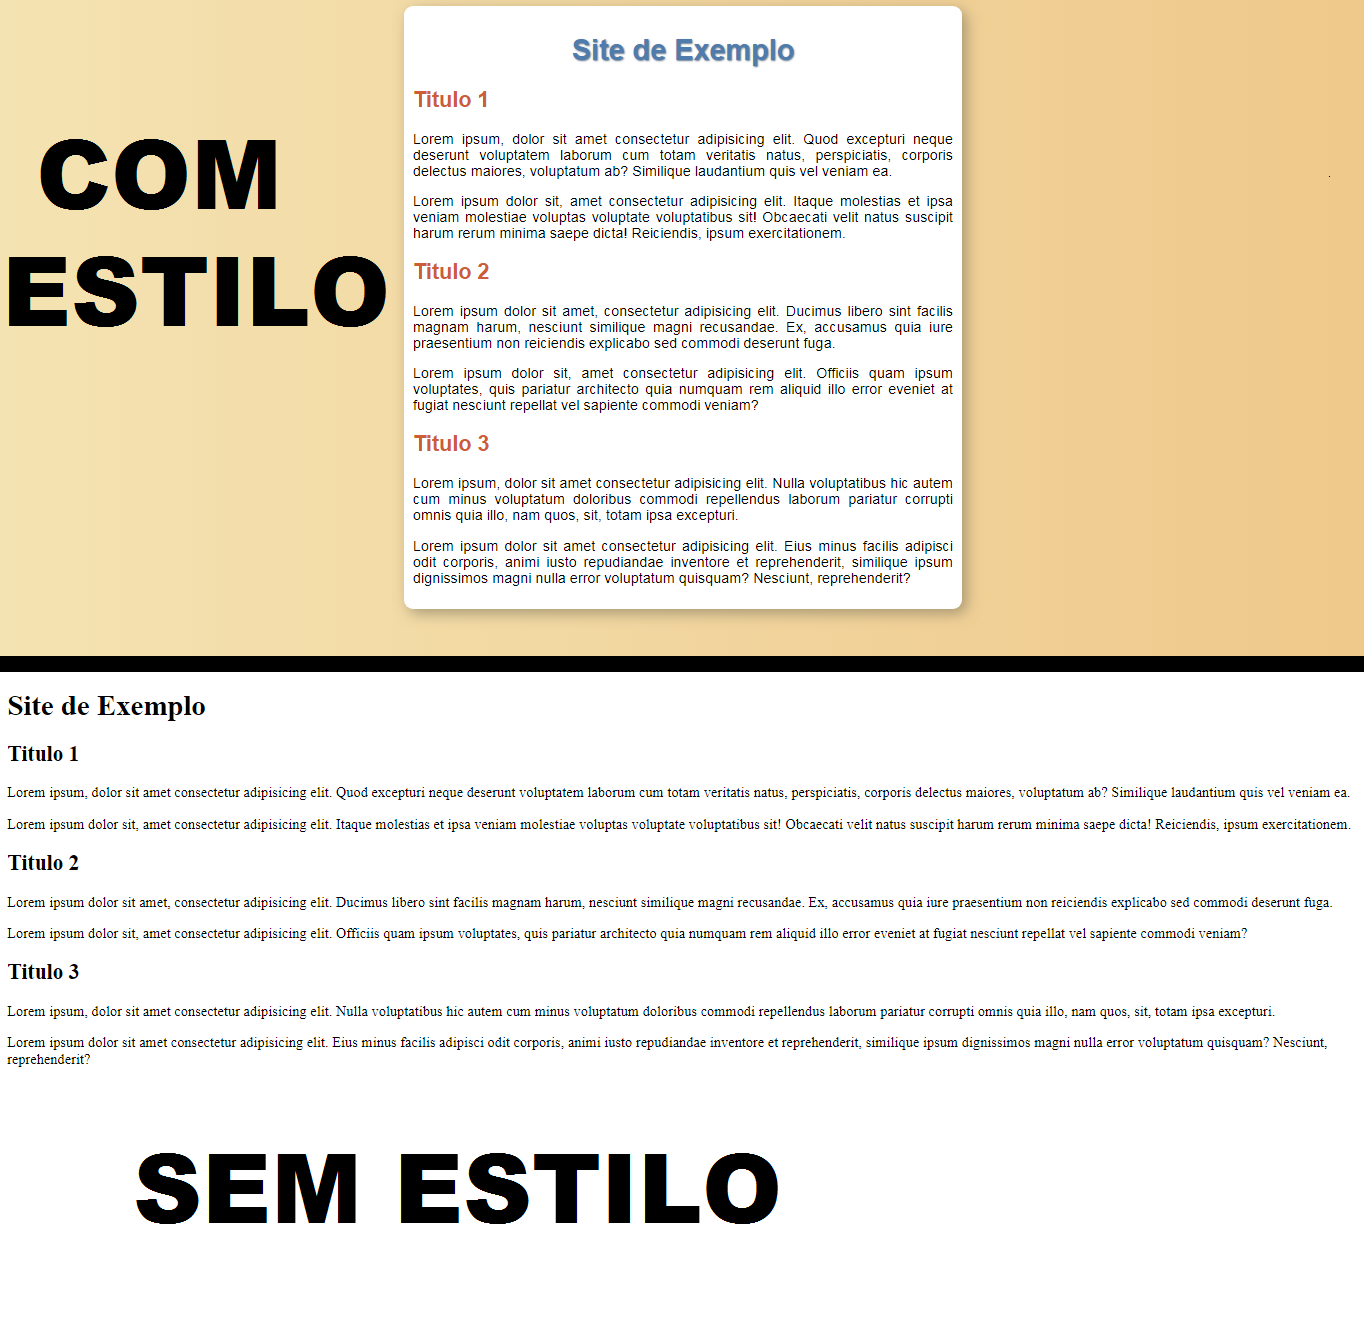 COM
ESTILO
Site de Exemplo
Titulo 1
Lorem ipsum, dolor sit amet consectetur adipisicing elit. Quod excepturi neque
deserunt voluptatem laborum cum totam veritatis natus, perspiciatis, corporis
delectus maiores, voluptatum ab? Similique laudantium quis vel veniam ea.
Lorem ipsum dolor sit, amet consectetur adipisicing elit. Itaque molestias et ipsa
veniam molestiae voluptas voluptate voluptatibus sit! Obcaecati velit natus suscipit
harum rerum minima saepe dicta! Reiciendis, ipsum exercitationem.
Titulo 2
Lorem ipsum dolor sit amet, consectetur adipisicing elit. Ducimus libero sint facilis
magnam harum, nesciunt similique magni recusandae. Ex, accusamus quia iure
praesentium non reiciendis explicabo sed commodi deserunt fuga.
Lorem ipsum dolor sit, amet consectetur adipisicing elit. Officiis quam ipsum
voluptates, quis pariatur architecto quia numquam rem aliquid illo error eveniet at
fugiat nesciunt repellat vel sapiente commodi veniam?
Titulo 3
Lorem ipsum, dolor sit amet consectetur adipisicing elit. Nulla voluptatibus hic autem
cum minus voluptatum doloribus commodi repellendus laborum pariatur corrupti
omnis quia illo, nam quos, sit, totam ipsa excepturi.
Lorem ipsum dolor sit amet consectetur adipisicing elit. Eius minus facilis adipisci
odit corporis, animi iusto repudiandae inventore et reprehenderit, similique ipsum
dignissimos magni nulla error voluptatum quisquam? Nesciunt, reprehenderit?
Site de Exemplo
Titulo 1
Lorem ipsum, dolor sit amet consectetur adipisicing elit. Quod excepturi neque deserunt voluptatem laborum cum totam veritatis natus, perspiciatis, corporis delectus maiores, voluptatum ab? Similique laudantium quis vel veniam ea.
Lorem ipsum dolor sit, amet consectetur adipisicing elit. Itaque molestias et ipsa veniam molestiae voluptas voluptate voluptatibus sit! Obcaecati velit natus suscipit harum rerum minima saepe dicta! Reiciendis, ipsum exercitationem.
Titulo 2
Lorem ipsum dolor sit amet, consectetur adipisicing elit. Ducimus libero sint facilis magnam harum, nesciunt similique magni recusandae. Ex, accusamus quia iure praesentium non reiciendis explicabo sed commodi deserunt fuga.
Lorem ipsum dolor sit, amet consectetur adipisicing elit. Officiis quam ipsum voluptates, quis pariatur architecto quia numquam rem aliquid illo error eveniet at fugiat nesciunt repellat vel sapiente commodi veniam?
Titulo 3
Lorem ipsum, dolor sit amet consectetur adipisicing elit. Nulla voluptatibus hic autem cum minus voluptatum doloribus commodi repellendus laborum pariatur corrupti omnis quia illo, nam quos, sit, totam ipsa excepturi.
Lorem ipsum dolor sit amet consectetur adipisicing elit. Eius minus facilis adipisci odit corporis, animi iusto repudiandae inventore et reprehenderit, similique ipsum dignissimos magni nulla error voluptatum quisquam? Nesciunt,
reprehenderit?
SEM ESTILO